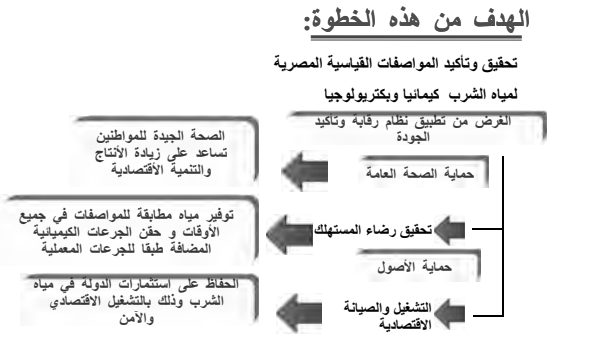 الهدف من هذه الخطوة:
تحقيق وتأكيد المواصفات القياسية المصرية
لمياه الشرب كيمائيا وبكتريولوجيا
الغرض من تطبيق نظام رقابة وتأكيد
الجودة
حماية الصحة العامة
الصحة الجيدة للمواطنين
تساعد على زيادة الأنتاج
والتنمية الأقتصادية
تحقيق رضاء المستهلك
توفير مياه مطابقة للمواصفات في جميع
الأوقات و حقن الجرعات الكيميائية
المضافة طبقا للجرعات المعملية
حماية الأصول
الحفاظ على استثمارات الدولة في مياه
الشرب وذلك بالتشغيل الاقتصادي
والآمن
التشغيل والصيانة
الاقتصادية